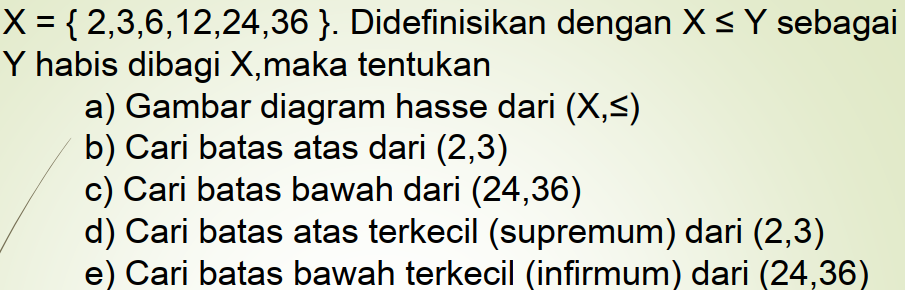 X = { 2,3,6,12,24,36 }. Didefinisikan dengan X ≤ Y sebagai
Y habis dibagi X,maka tentukan
a) Gambar diagram hasse dari (X,≤)
b) Cari batas atas dari (2,3)
c) Cari batas bawah dari (24,36)
d) Cari batas atas terkecil (supremum) dari (2,3)
e) Cari batas bawah terkecil (infirmum) dari (24,36)